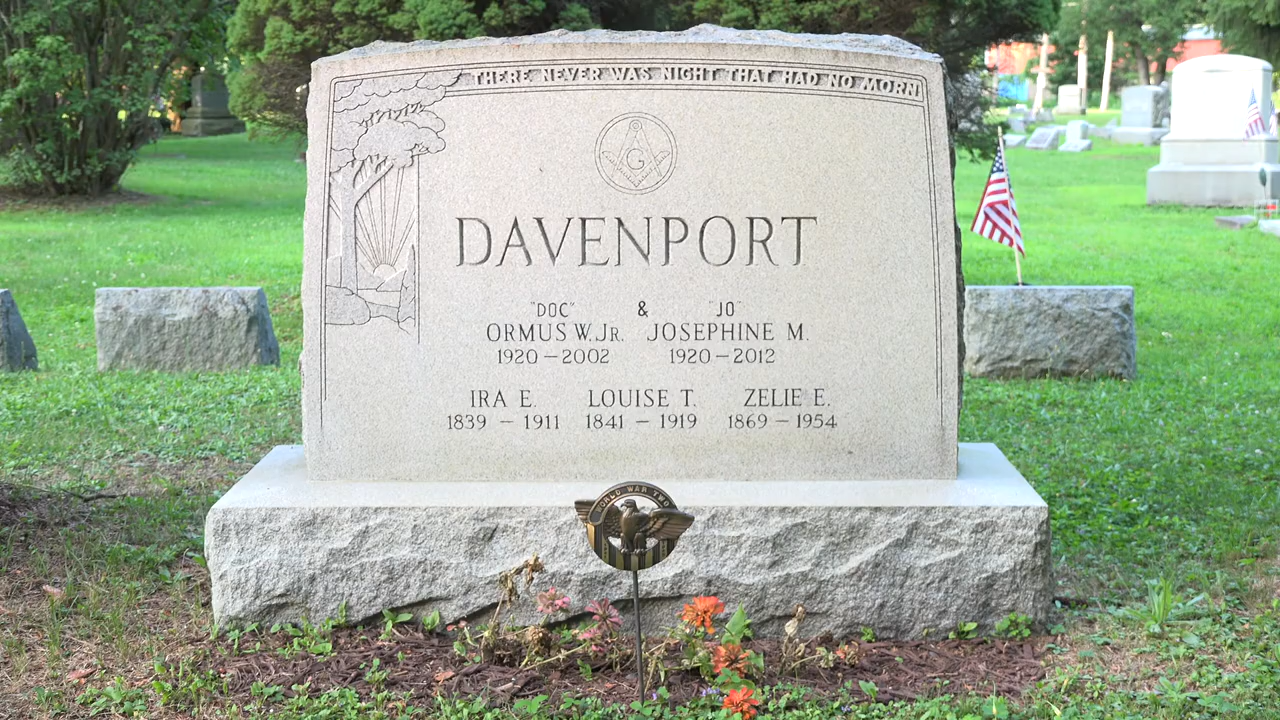 THERE NEVER WAS NIGHT THAT HAD NO MORN
G
DAVENPORT
"DOC" & "JO"
ORMUS W. JR. JOSEPHINE M.
1920 – 2002 1920 – 2012
IRA E. LOUISE T. ZELIE E.
1839 – 1911 1841 – 1919 1869 – 1954
WORLD WAR TWO